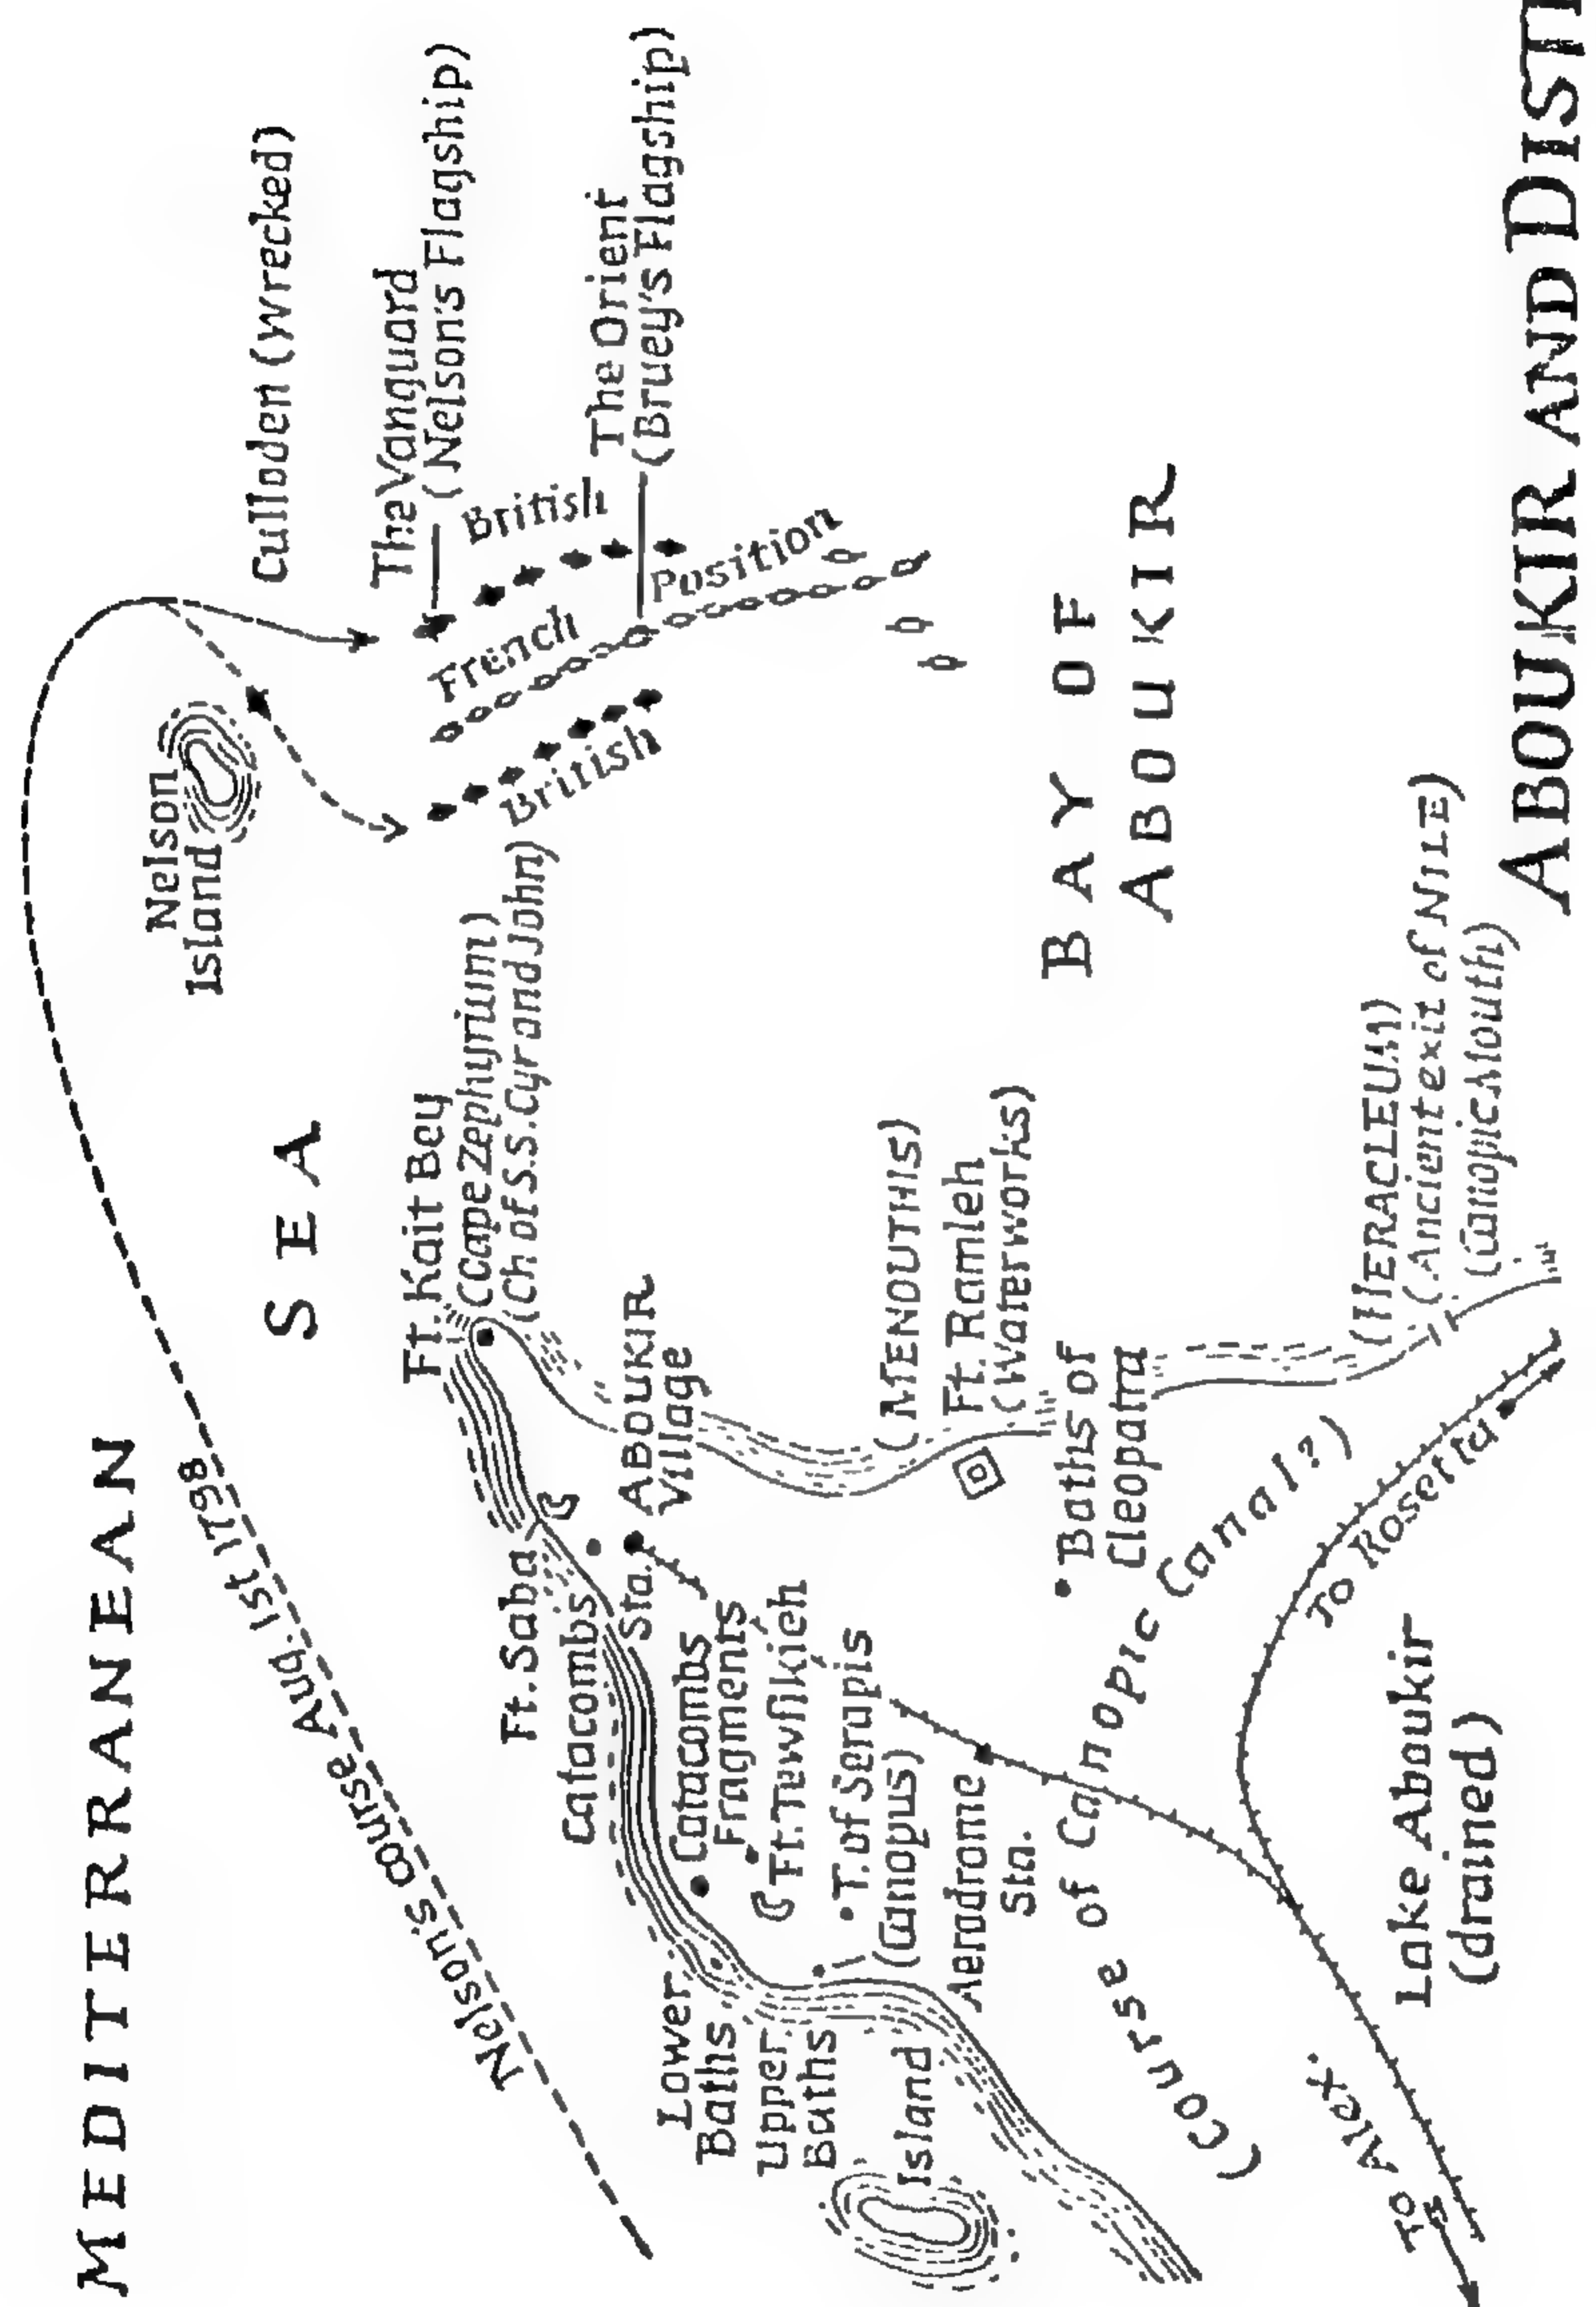 MEDITERRANEAN
SEA
Nelson's course Aug. 1st. 1798
Nelson
Island
Culloden (wrecked)
The Vanguard
(Nelson's Flagship)
British
The Orient
(Bruey's Flagship)
French
Position
British
Ft. Kait Bey
(Cape Zephyrium)
(Ch of S.S. Cyr and John)
Ft. Saba
Catacombs
Sta.
ABOUKIR
Village
Catacombs
Fragments
Ft. Tewfikieh
T. of Serapis
(Canopus)
Lower
Baths
Upper
Baths
Island
Aerodrome
Stn.
(MENOUTHIS)
Ft. Ramleh
(Waterworks)
Baths of
Cleopatra
BAY OF
ABOUKIR
(HERACLEUM)
(Ancient exit of NILE)
(Canopic Mouth)
(Course of Canopic Canal?)
To Rosetta
To Alex.
Lake Aboukir
(drained)
ABOUKIR AND